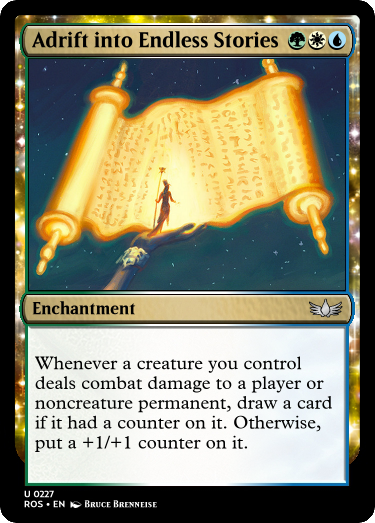 Adrift into Endless Stories
Enchantment
Whenever a creature you control
deals combat damage to a player or
noncreature permanent, draw a card
if it had a counter on it. Otherwise,
put a +1/+1 counter on it.
U 0227
ROS • EN Bruce Brenneise